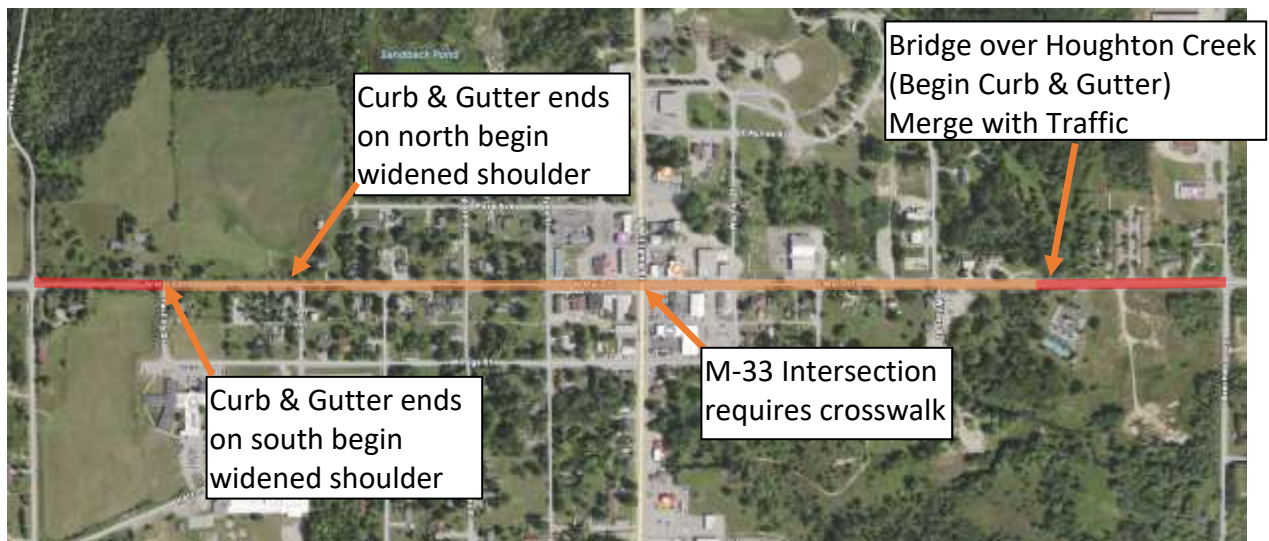 Sandback Pond
Bridge over Houghton Creek
(Begin Curb & Gutter)
Merge with Traffic
Curb & Gutter ends
on north begin
widened shoulder
M-33 Intersection
requires crosswalk
Curb & Gutter ends
on south begin
widened shoulder